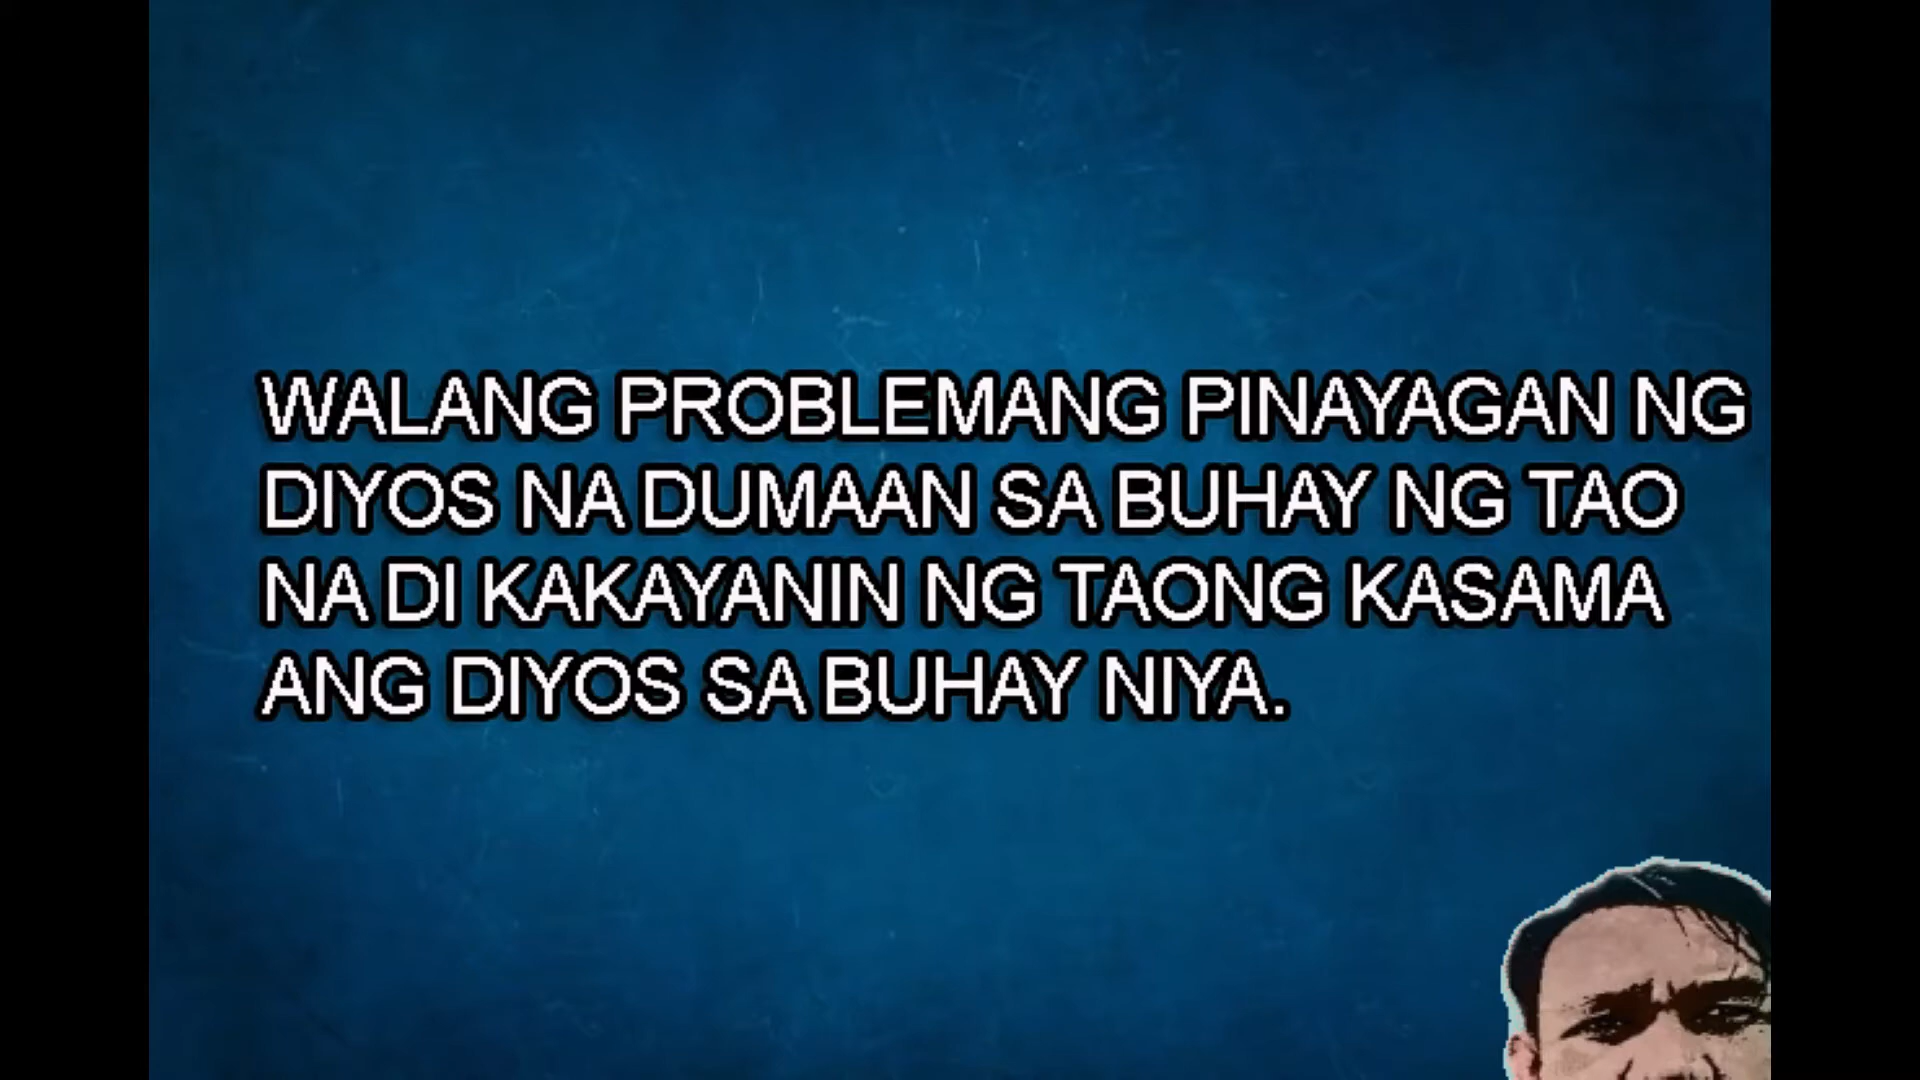 WALANG PROBLEMANG PINAYAGAN NG
DIYOS NA DUMAAN SA BUHAY NG TAO
NA DI KAKAYANIN NG TAONG KASAMA
ANG DIYOS SA BUHAY NIYA.